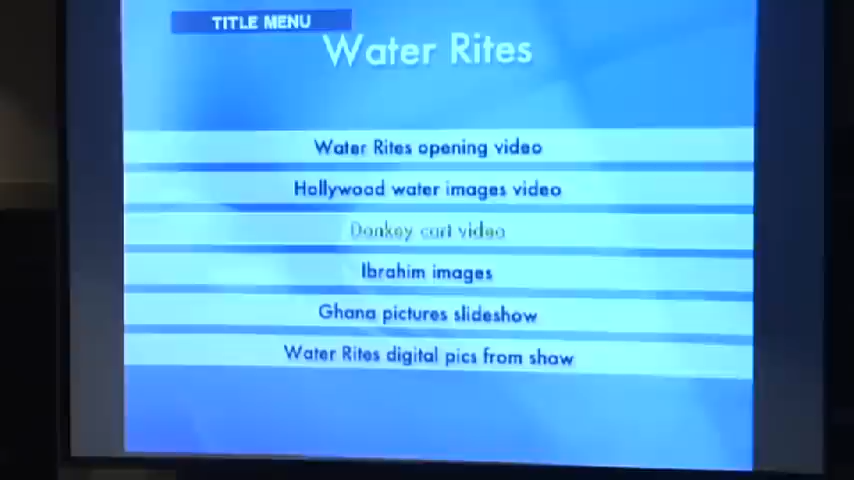 TITLE MENU
Water Rites
Water Rites opening video
Hollywood water images video
Donkey cart video
Ibrahim images
Ghana pictures slideshow
Water Rites digital pics from show